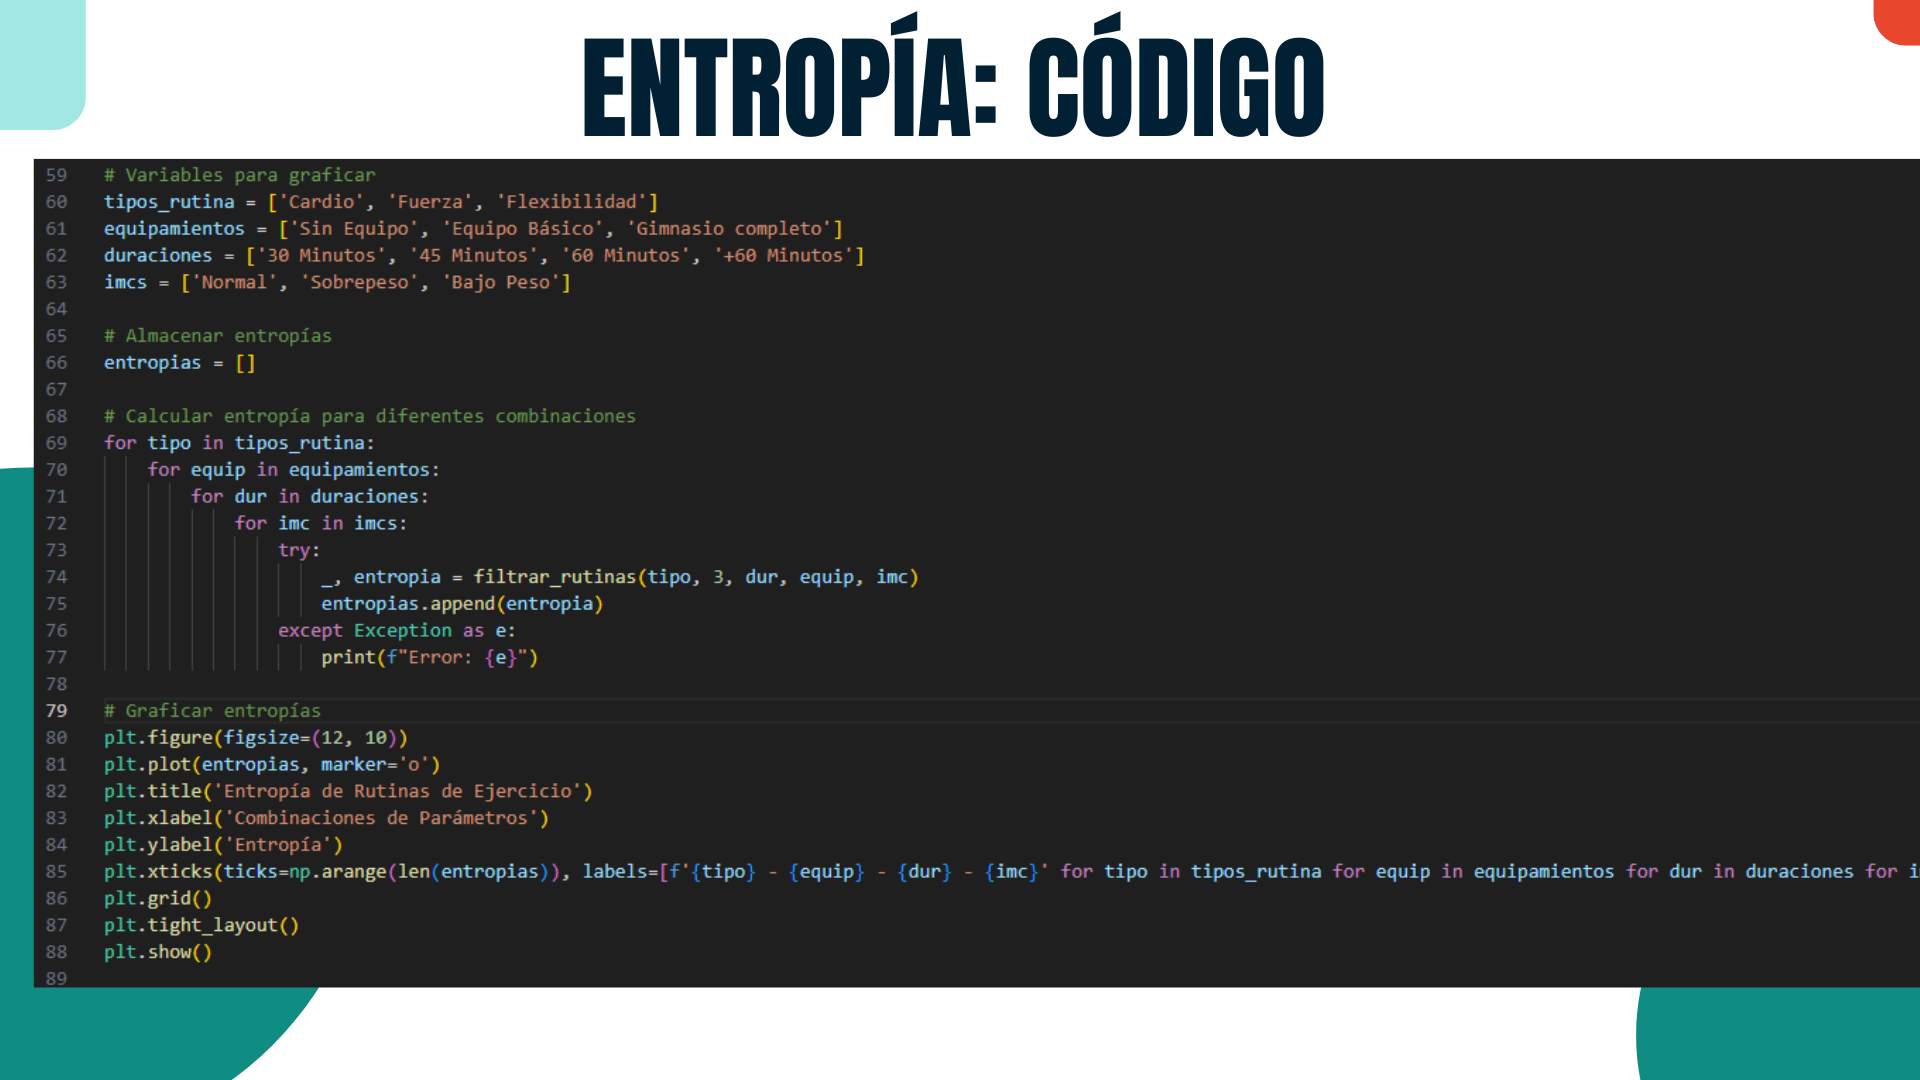 ENTROPÍA: CÓDIGO
59 # Variables para graficar
60 tipos_rutina = ['Cardio', 'Fuerza', 'Flexibilidad']
61 equipamientos = ['Sin Equipo', 'Equipo Básico', 'Gimnasio completo']
62 duraciones = ['30 Minutos', '45 Minutos', '60 Minutos', '+60 Minutos']
63 imcs = ['Normal', 'Sobrepeso', 'Bajo Peso']
64
65 # Almacenar entropías
66 entropias = []
67
68 # Calcular entropía para diferentes combinaciones
69 for tipo in tipos_rutina:
70     for equip in equipamientos:
71         for dur in duraciones:
72             for imc in imcs:
73                 try:
74                     _, entropia = filtrar_rutinas(tipo, 3, dur, equip, imc)
75                     entropias.append(entropia)
76                 except Exception as e:
77                     print(f"Error: {e}")
78
79 # Graficar entropías
80 plt.figure(figsize=(12, 10))
81 plt.plot(entropias, marker='o')
82 plt.title('Entropía de Rutinas de Ejercicio')
83 plt.xlabel('Combinaciones de Parámetros')
84 plt.ylabel('Entropía')
85 plt.xticks(ticks=np.arange(len(entropias)), labels=[f'{tipo} - {equip} - {dur} - {imc}' for tipo in tipos_rutina for equip in equipamientos for dur in duraciones for
86 plt.grid()
87 plt.tight_layout()
88 plt.show()
89